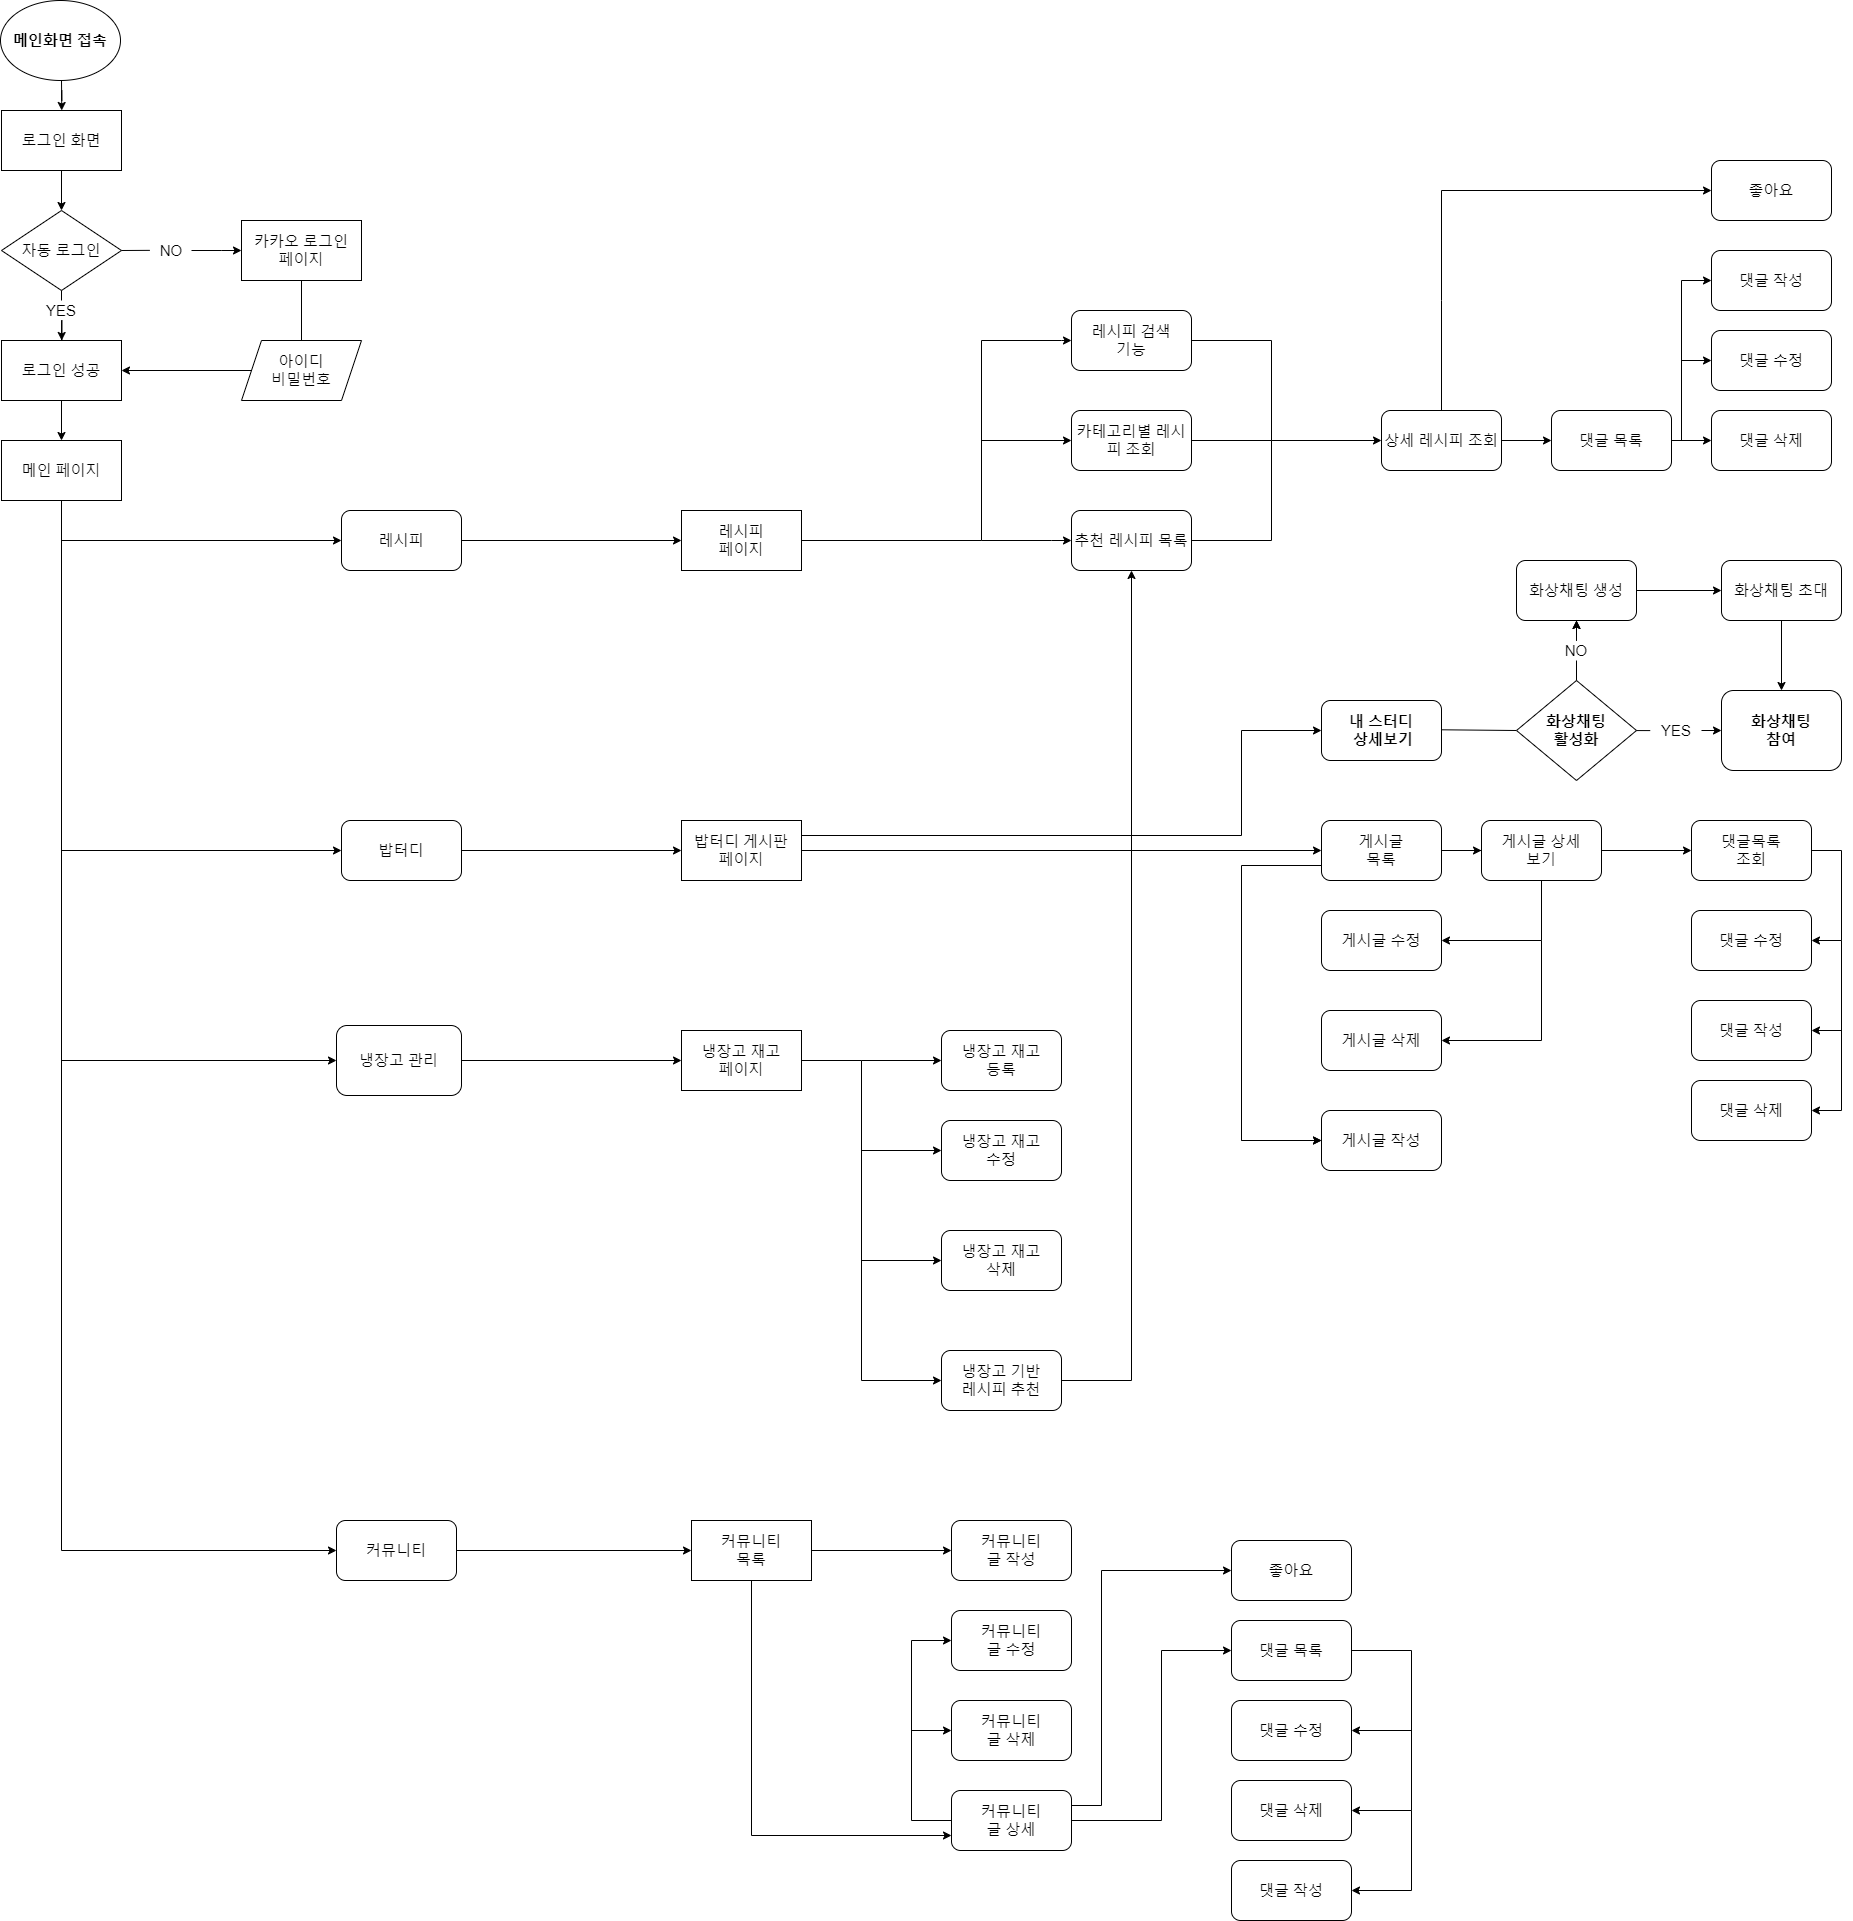 메인화면 접속
로그인 화면
자동 로그인
NO
카카오 로그인
페이지
YES
로그인 성공
아이디
비밀번호
메인 페이지
레시피
레시피
페이지
레시피 검색
기능
카테고리별 레시
피 조회
추천 레시피 목록
상세 레시피 조회
좋아요
댓글 목록
댓글 작성
댓글 수정
댓글 삭제
밥터디
밥터디 게시판
페이지
내 스터디
상세보기
화상채팅
활성화
NO
화상채팅 생성
화상채팅 초대
YES
화상채팅
참여
게시글
목록
게시글 상세
보기
댓글목록
조회
게시글 수정
게시글 삭제
게시글 작성
댓글 수정
댓글 작성
댓글 삭제
냉장고 관리
냉장고 재고
페이지
냉장고 재고
등록
냉장고 재고
수정
냉장고 재고
삭제
냉장고 기반
레시피 추천
커뮤니티
커뮤니티
목록
커뮤니티
글 작성
커뮤니티
글 수정
커뮤니티
글 삭제
커뮤니티
글 상세
좋아요
댓글 목록
댓글 수정
댓글 삭제
댓글 작성